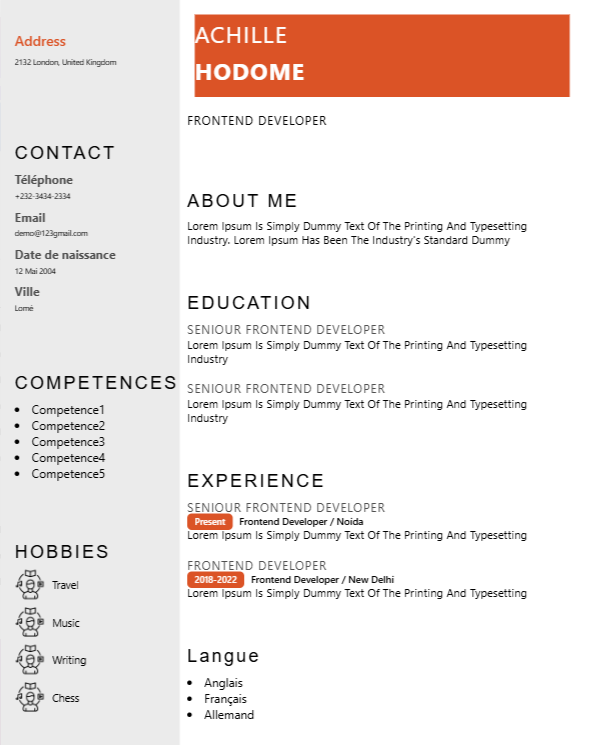 Address
2132 London, United Kingdom
CONTACT
Téléphone
+232-3434-2334
Email
demo@123gmail.com
Date de naissance
12 Mai 2004
Ville
Lomé
COMPETENCES
Competence1
Competence2
Competence3
Competence4
Competence5
HOBBIES
Travel
Music
Writing
Chess
ACHILLE
HODOME
FRONTEND DEVELOPER
ABOUT ME
Lorem Ipsum Is Simply Dummy Text Of The Printing And Typesetting
Industry. Lorem Ipsum Has Been The Industry's Standard Dummy
EDUCATION
SENIOUR FRONTEND DEVELOPER
Lorem Ipsum Is Simply Dummy Text Of The Printing And Typesetting
Industry
SENIOUR FRONTEND DEVELOPER
Lorem Ipsum Is Simply Dummy Text Of The Printing And Typesetting
Industry
EXPERIENCE
SENIOUR FRONTEND DEVELOPER
Present Frontend Developer / Noida
Lorem Ipsum Is Simply Dummy Text Of The Printing And Typesetting
FRONTEND DEVELOPER
2018-2022 Frontend Developer / New Delhi
Lorem Ipsum Is Simply Dummy Text Of The Printing And Typesetting
Langue
Anglais
Français
Allemand